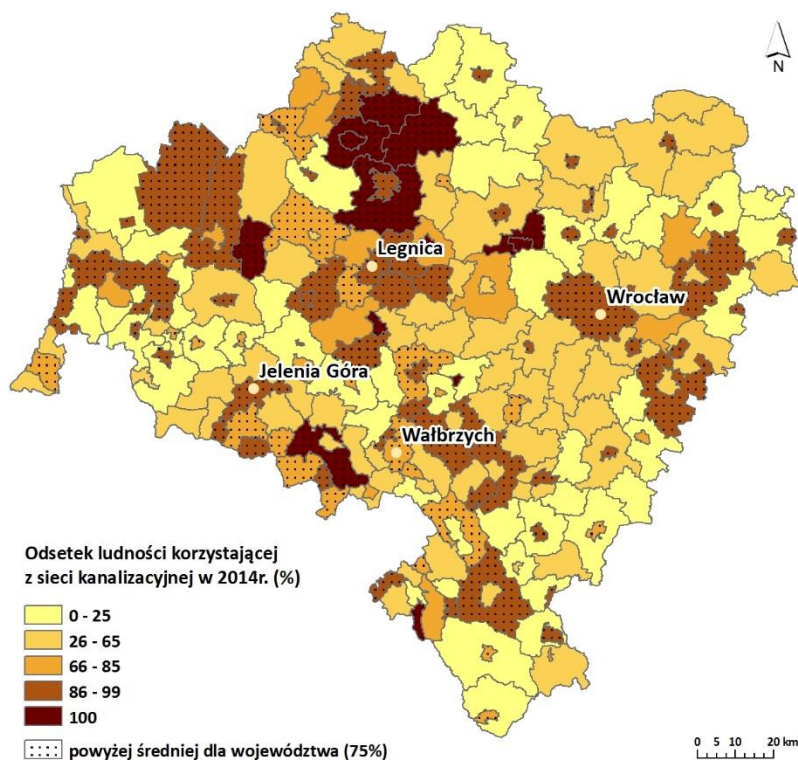 N
Legnica
Wrocław
Jelenia Góra
Wałbrzych
Odsetek ludności korzystającej
z sieci kanalizacyjnej w 2014r. (%)
0 - 25
26 - 65
66 - 85
86 - 99
100
powyżej średniej dla województwa (75%)
0 5 10 20 km